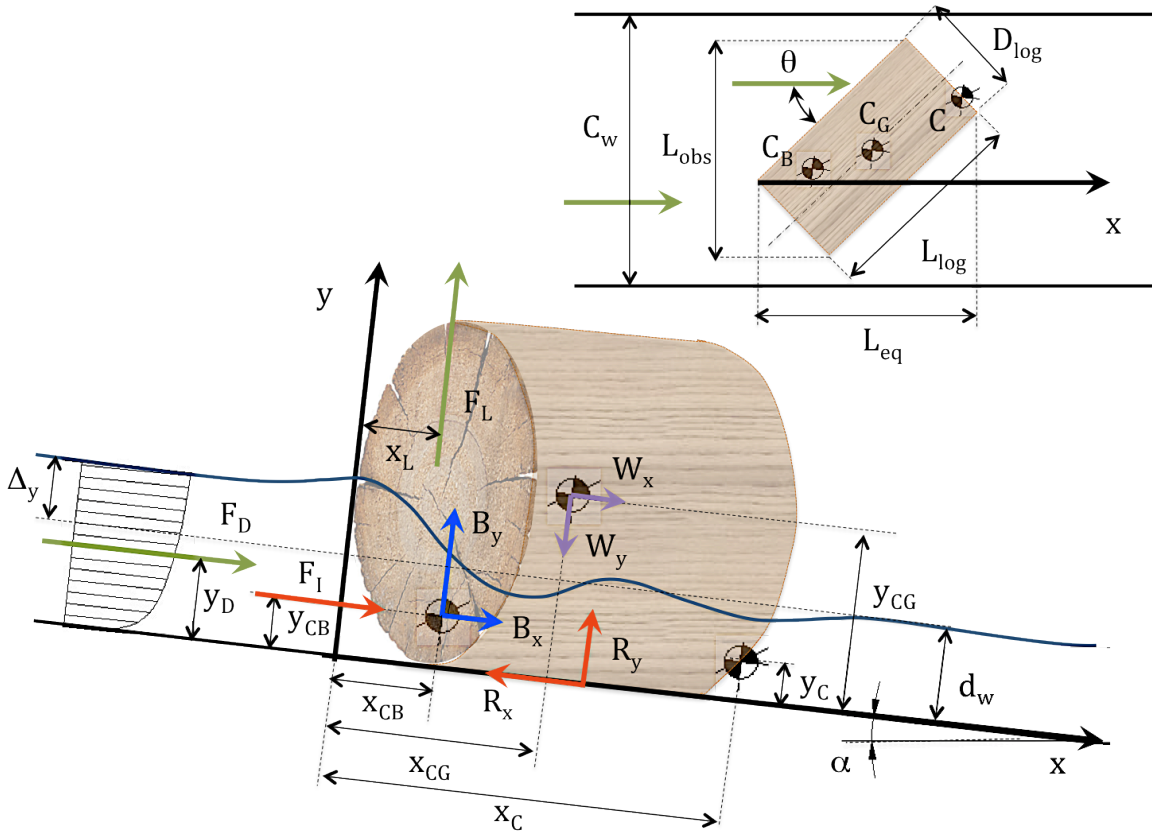 D_log
θ
C_w
C_G
C
L_obs
C_B
x
L_log
L_eq
y
F_L
x_L
Δ_y
W_x
F_D
B_y
W_y
F_I
y_D
y_CG
y_CB
B_x
R_y
y_C
d_w
x_CB
R_x
α
x
x_CG
x_C